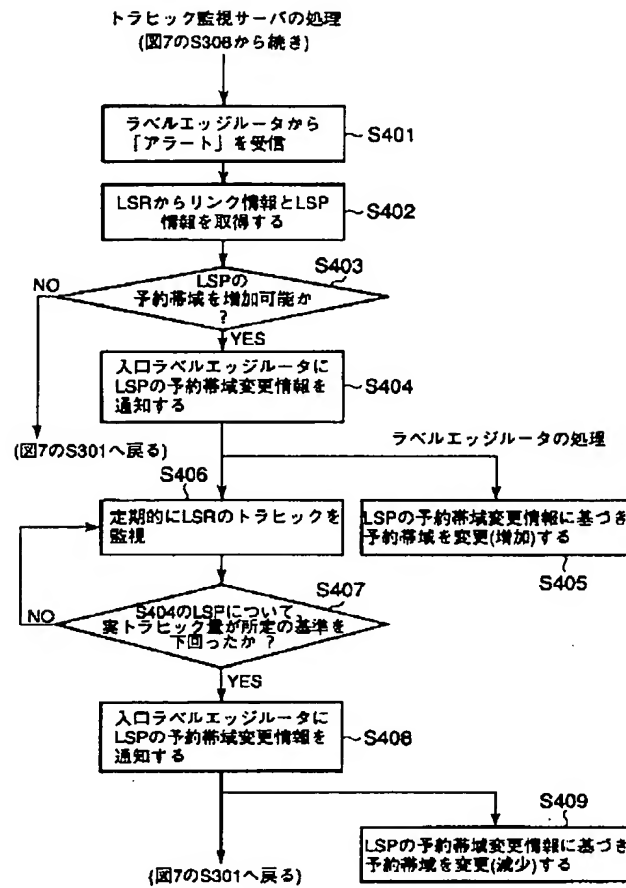 トラヒック監視サーバの処理
(図7のS308から続き)
ラベルエッジルータから
「アラート」を受信
S401
LSRからリンク情報とLSP
情報を取得する
S402
S403
NO
LSPの
予約帯域を増加可能か
?
YES
入口ラベルエッジルータに
LSPの予約帯域変更情報を
通知する
S404
(図7のS301へ戻る)
ラベルエッジルータの処理
S406
定期的にLSRのトラヒックを
監視
LSPの予約帯域変更情報に基づき
予約帯域を変更(増加)する
S405
S407
NO
S404のLSPについて、
実トラヒック量が所定の基準を
下回ったか ?
YES
入口ラベルエッジルータに
LSPの予約帯域変更情報を
通知する
S408
S409
LSPの予約帯域変更情報に基づき
予約帯域を変更(減少)する
(図7のS301へ戻る)